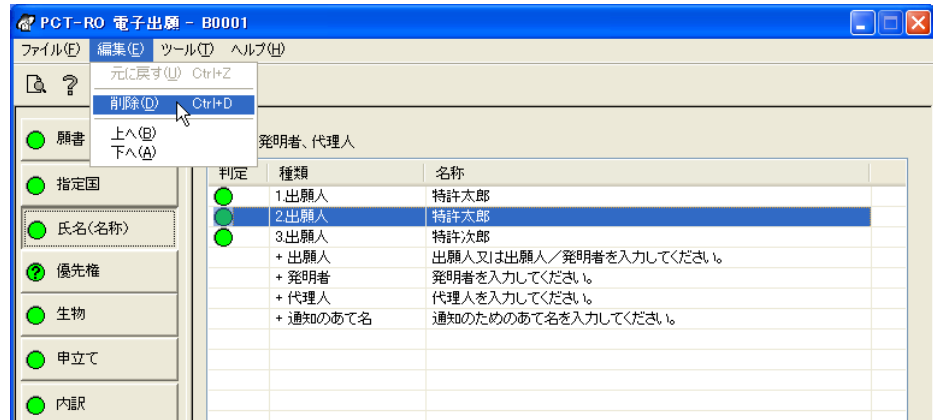 PCT-RO 電子出願 - B0001
ファイル(F) 編集(E) ツール(T) ヘルプ(H)
元に戻す(U) Ctrl+Z
削除(D) Ctrl+D
上へ(B)
下へ(A)
願書
指定国
氏名(名称)
優先権
生物
申立て
内訳
発明者、代理人
判定 種類 名称
1.出願人 特許太郎
2.出願人 特許太郎
3.出願人 特許次郎
+ 出願人 出願人又は出願人／発明者を入力してください。
+ 発明者 発明者を入力してください。
+ 代理人 代理人を入力してください。
+ 通知のあて名 通知のためのあて名を入力してください。